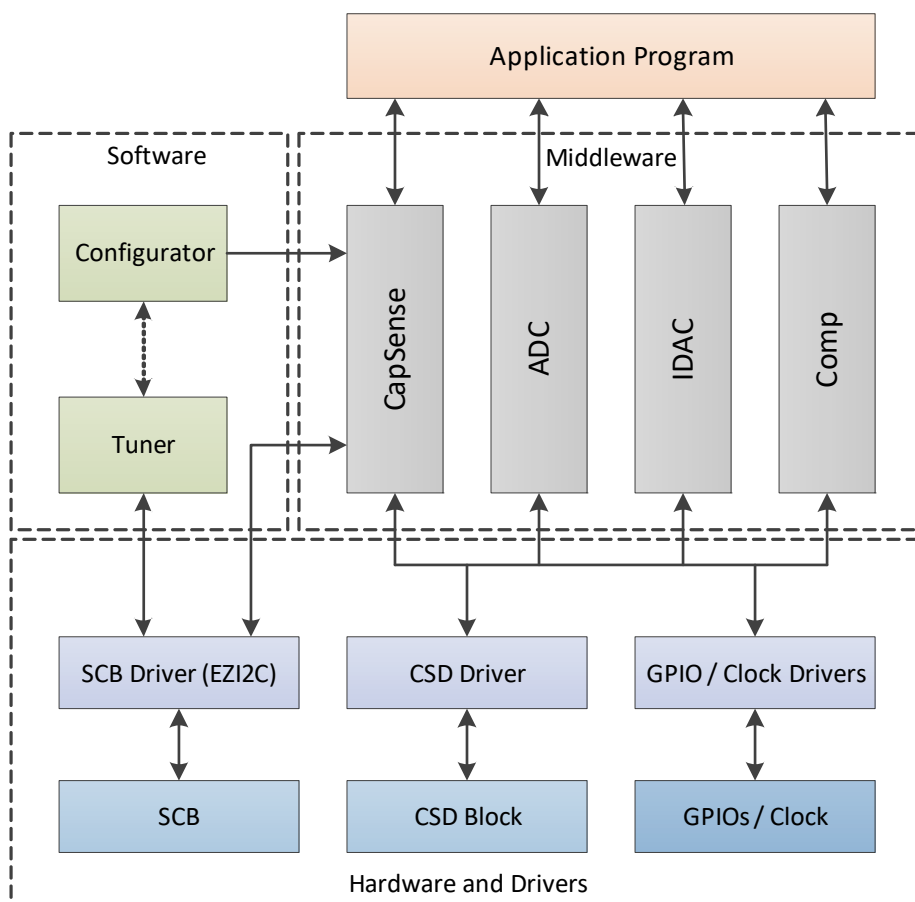 Application Program
Software
Middleware
Configurator
Tuner
CapSense
ADC
IDAC
Comp
SCB Driver (EZI2C)
CSD Driver
GPIO / Clock Drivers
SCB
CSD Block
GPIOs / Clock
Hardware and Drivers